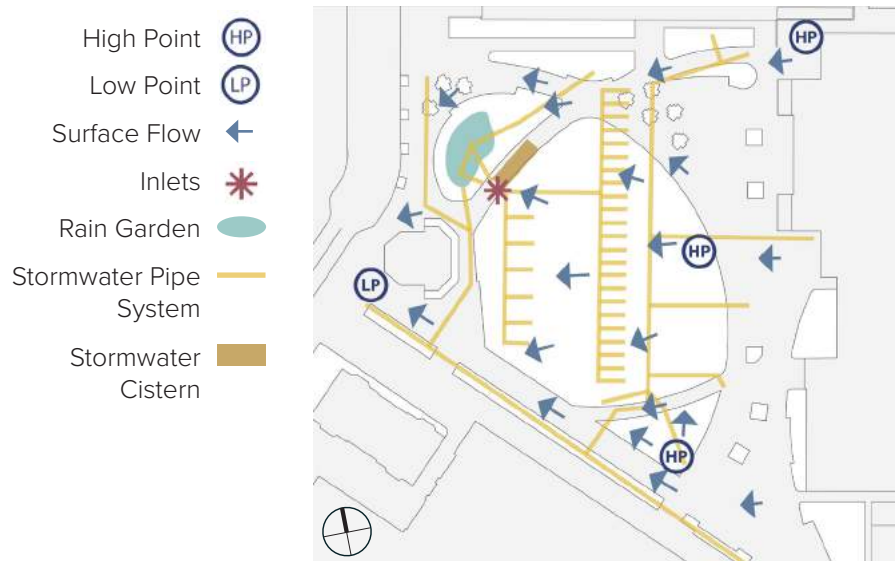 High Point HP
Low Point LP
Surface Flow
Inlets
Rain Garden
Stormwater Pipe
System
Stormwater
Cistern
HP
HP
LP
HP